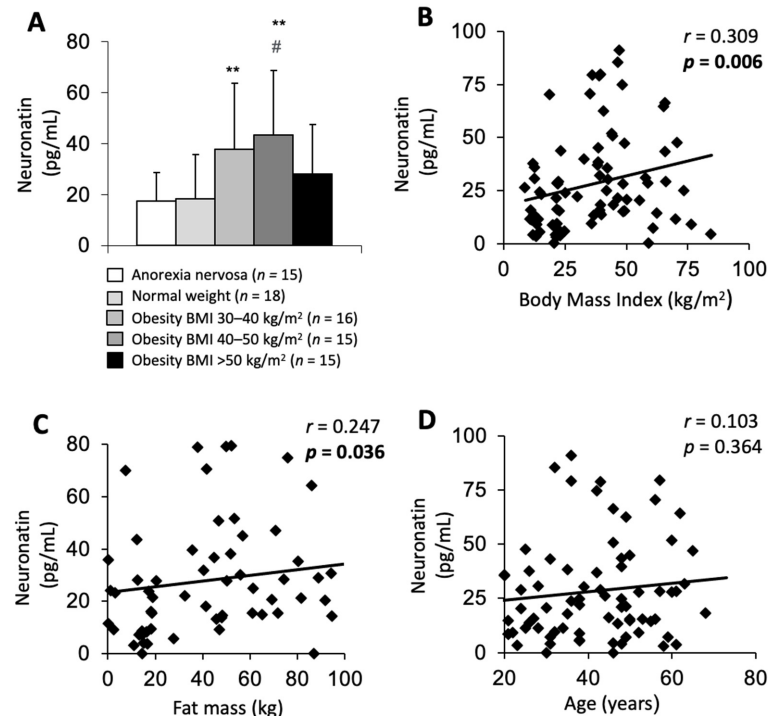 A
**
**
#
80
60
40
20
0
Neuronatin
(pg/mL)
Anorexia nervosa (n = 15)
Normal weight (n = 18)
Obesity BMI 30–40 kg/m² (n = 16)
Obesity BMI 40–50 kg/m² (n = 15)
Obesity BMI >50 kg/m² (n = 15)
B
r = 0.309
p = 0.006
100
75
50
25
0
Neuronatin
(pg/mL)
0 25 50 75 100
Body Mass Index (kg/m²)
C
r = 0.247
p = 0.036
80
60
40
20
0
Neuronatin
(pg/mL)
0 20 40 60 80 100
Fat mass (kg)
D
r = 0.103
p = 0.364
100
75
50
25
0
Neuronatin
(pg/mL)
20 40 60 80
Age (years)